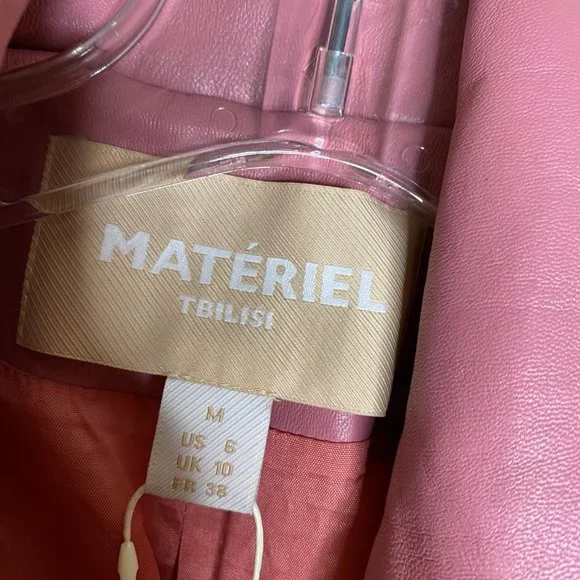 MATÉRIEL
TBILISI
M
US 6
UK 10
FR 38